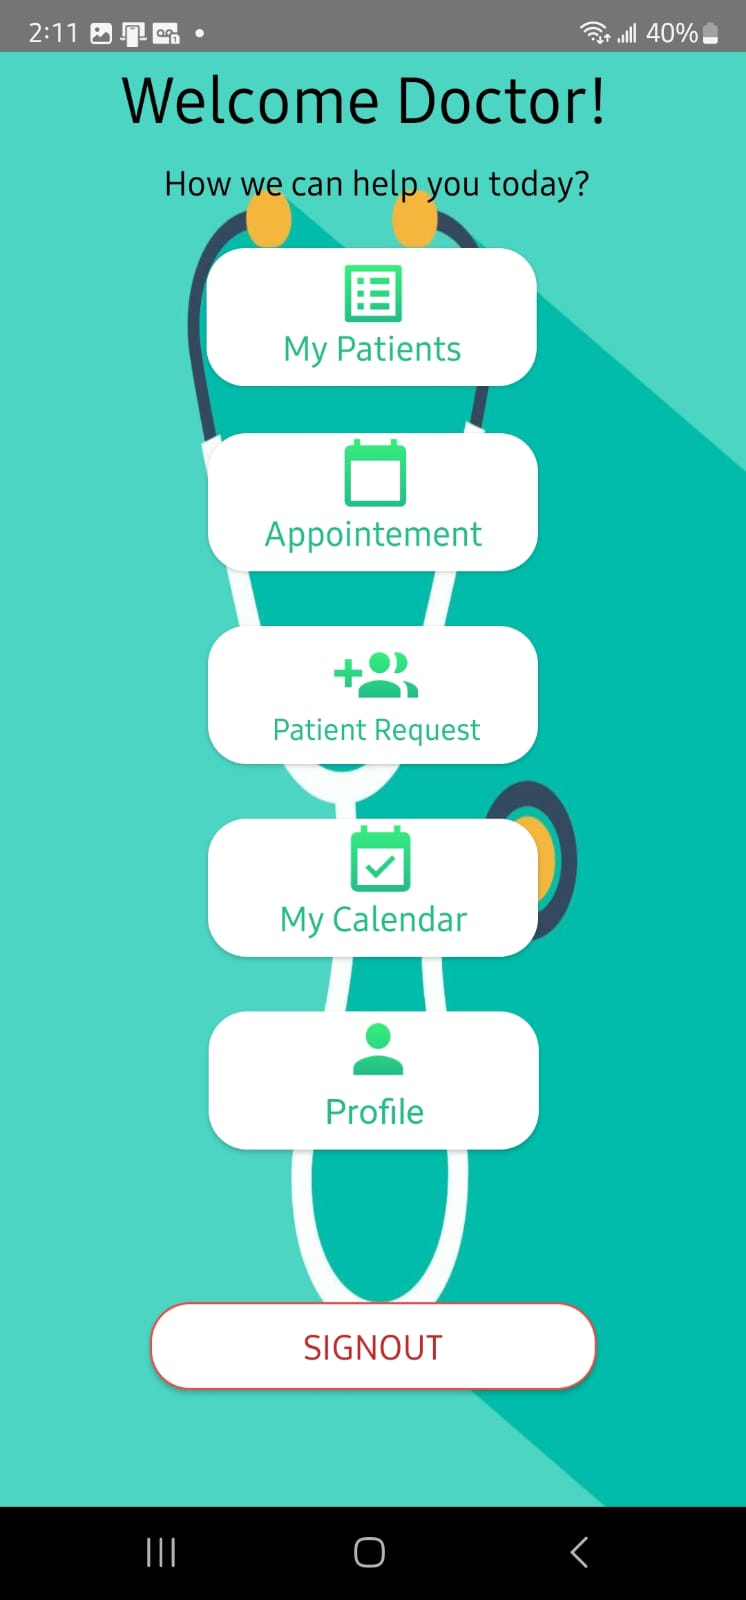 2:11 40%
Welcome Doctor!
How we can help you today?
My Patients
Appointement
Patient Request
My Calendar
Profile
SIGNOUT